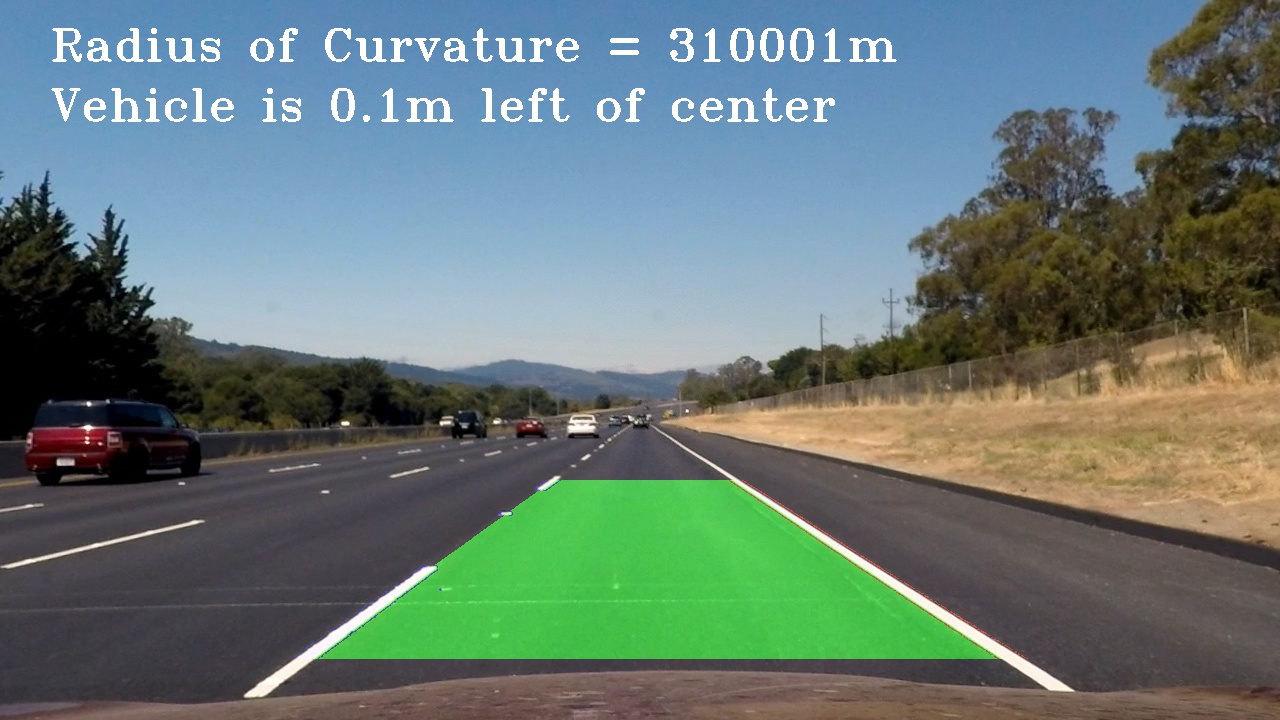 Radius of Curvature = 310001m
Vehicle is 0.1m left of center